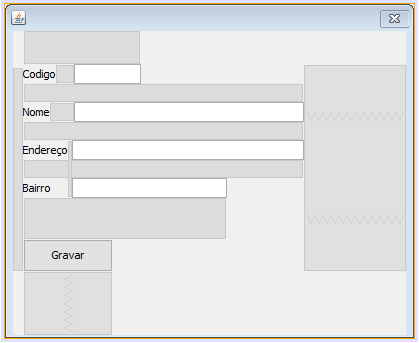 Codigo
Nome
Endereço
Bairro
Gravar